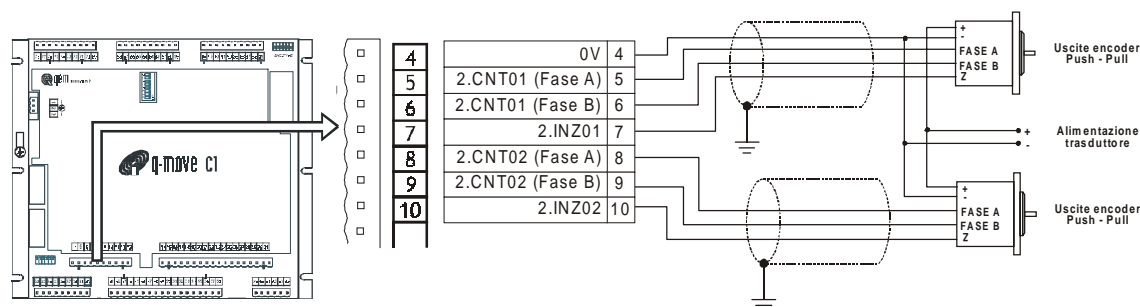 qem
q-move C1
4
5
6
7
8
9
10
0V 4
2.CNT01 (Fase A) 5
2.CNT01 (Fase B) 6
2.INZ01 7
2.CNT02 (Fase A) 8
2.CNT02 (Fase B) 9
2.INZ02 10
+
-
FASE A
FASE B
Z
Uscite encoder
Push - Pull
+
-
Alimentazione
trasduttore
+
-
FASE A
FASE B
Z
Uscite encoder
Push - Pull